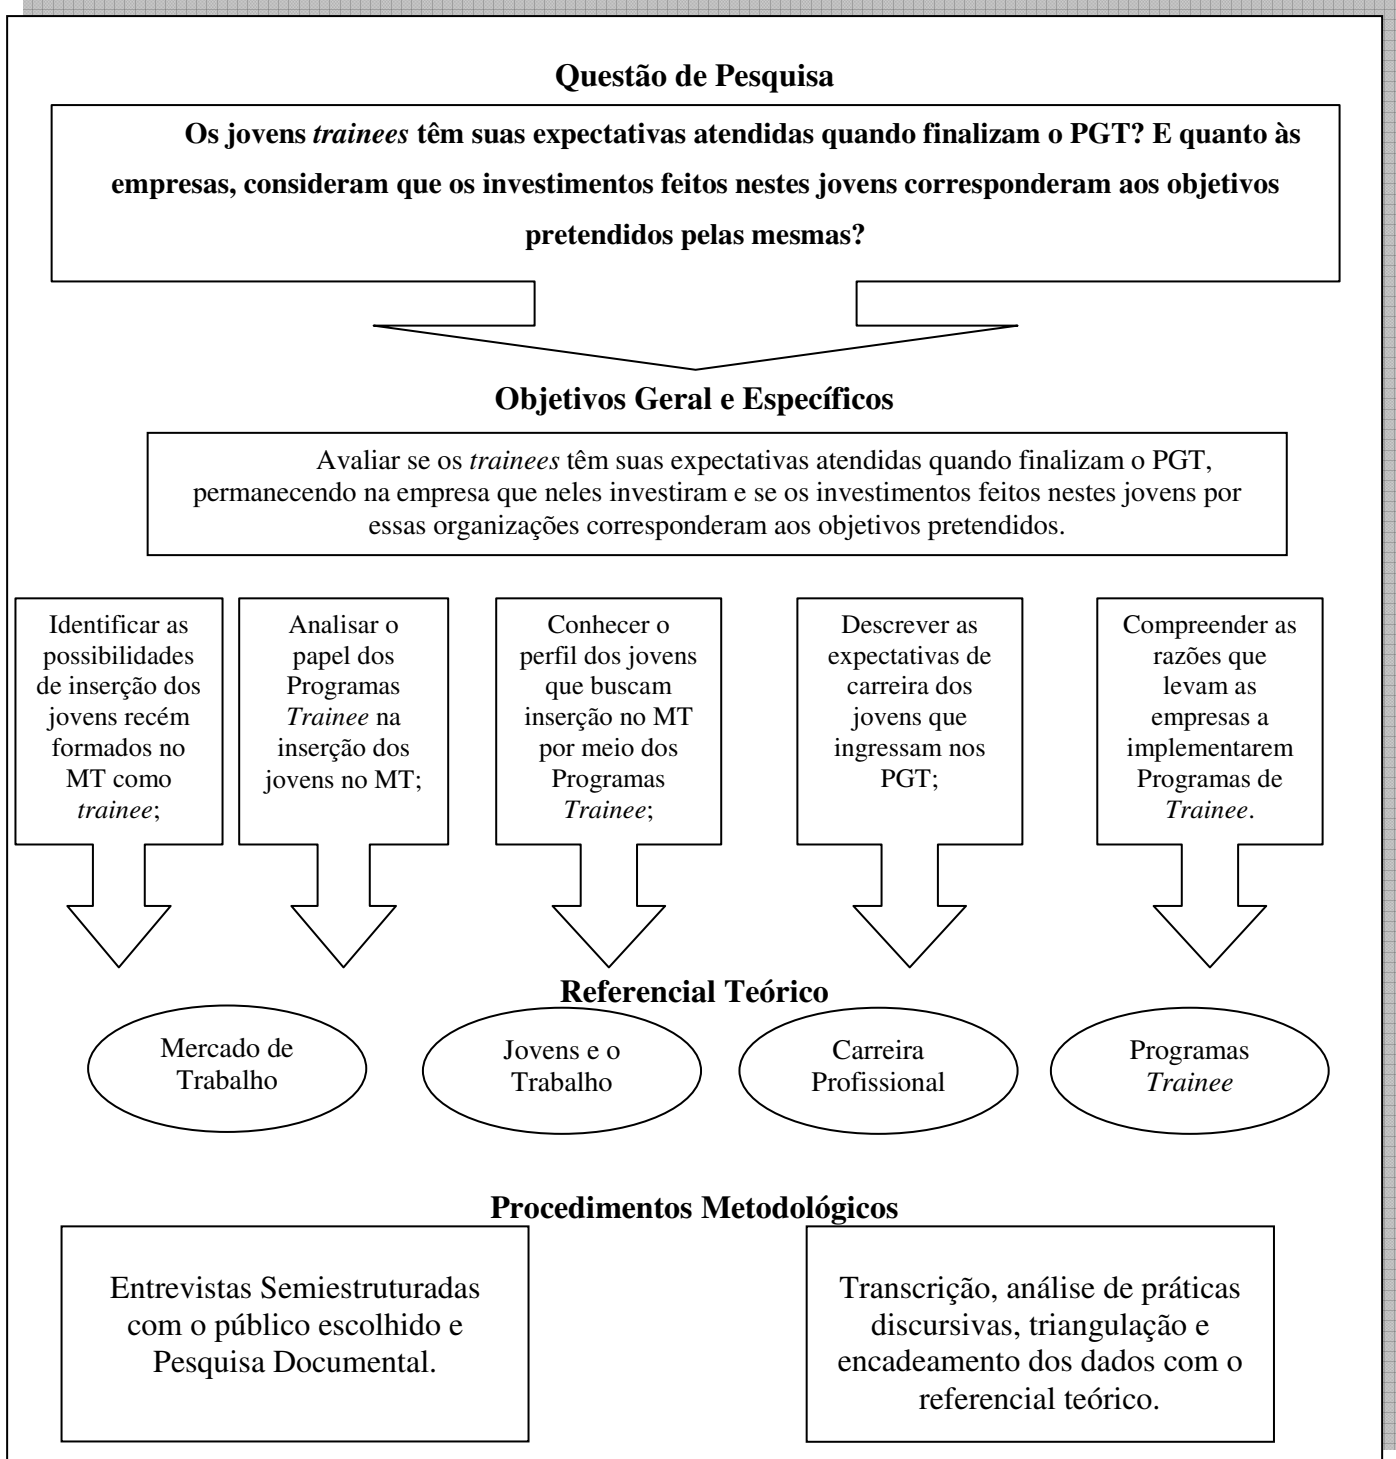 Questão de Pesquisa
Os jovens trainees têm suas expectativas atendidas quando finalizam o PGT? E quanto às
empresas, consideram que os investimentos feitos nestes jovens corresponderam aos objetivos
pretendidos pelas mesmas?
Objetivos Geral e Específicos
Avaliar se os trainees têm suas expectativas atendidas quando finalizam o PGT,
permanecendo na empresa que neles investiram e se os investimentos feitos nestes jovens por
essas organizações corresponderam aos objetivos pretendidos.
Identificar as
possibilidades
de inserção dos
jovens recém
formados no
MT como
trainee;
Analisar o
papel dos
Programas
Trainee na
inserção dos
jovens no MT;
Conhecer o
perfil dos jovens
que buscam
inserção no MT
por meio dos
Programas
Trainee;
Descrever as
expectativas de
carreira dos
jovens que
ingressam nos
PGT;
Compreender as
razões que
levam as
empresas a
implementarem
Programas de
Trainee.
Referencial Teórico
Mercado de
Trabalho
Jovens e o
Trabalho
Carreira
Profissional
Programas
Trainee
Procedimentos Metodológicos
Entrevistas Semiestruturadas
com o público escolhido e
Pesquisa Documental.
Transcrição, análise de práticas
discursivas, triangulação e
encadeamento dos dados com o
referencial teórico.